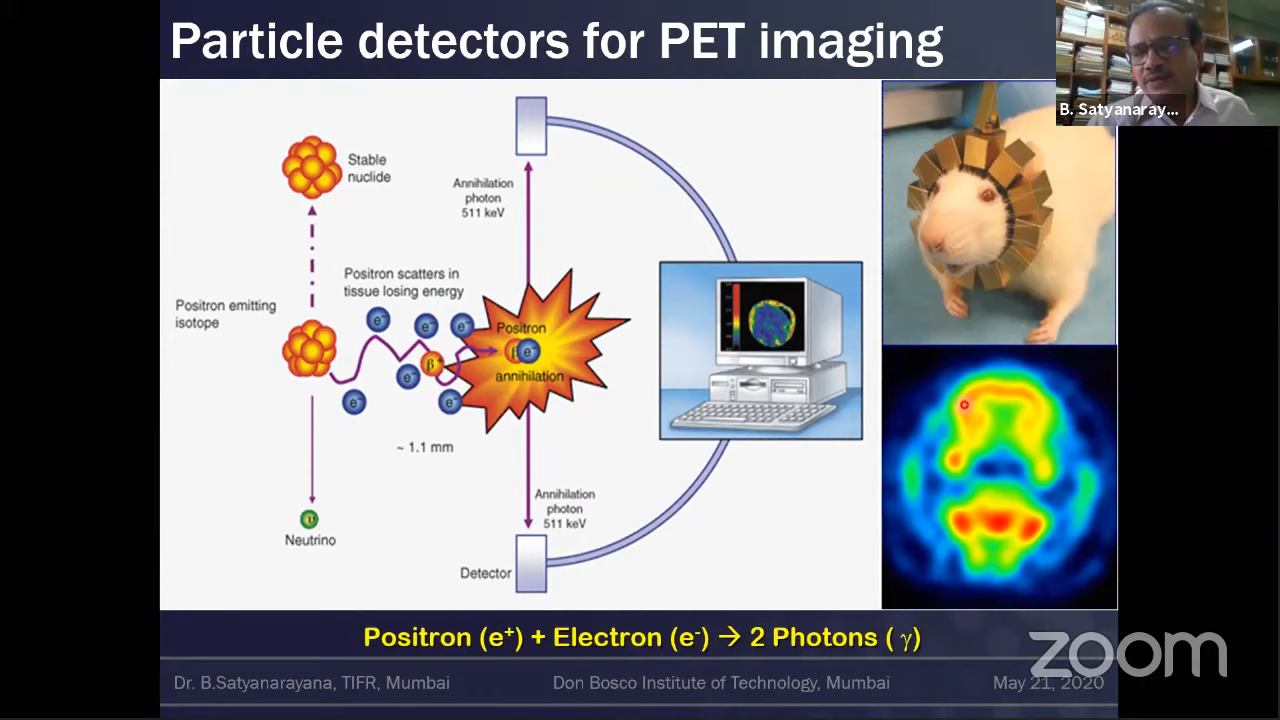 Particle detectors for PET imaging
B. Satyanaray...
Stable
nuclide
Annihilation
photon
511 keV
Positron scatters in
tissue losing energy
Positron emitting
isotope
e⁻
e⁻
e⁻
Positron
β⁺
β
e⁻
e⁻
annihilation
e⁻
e⁻
~ 1.1 mm
Annihilation
photon
511 keV
υ
Neutrino
Detector
Positron (e⁺) + Electron (e⁻) → 2 Photons ( γ)
zoom
Dr. B.Satyanarayana, TIFR, Mumbai
Don Bosco Institute of Technology, Mumbai
May 21, 2020